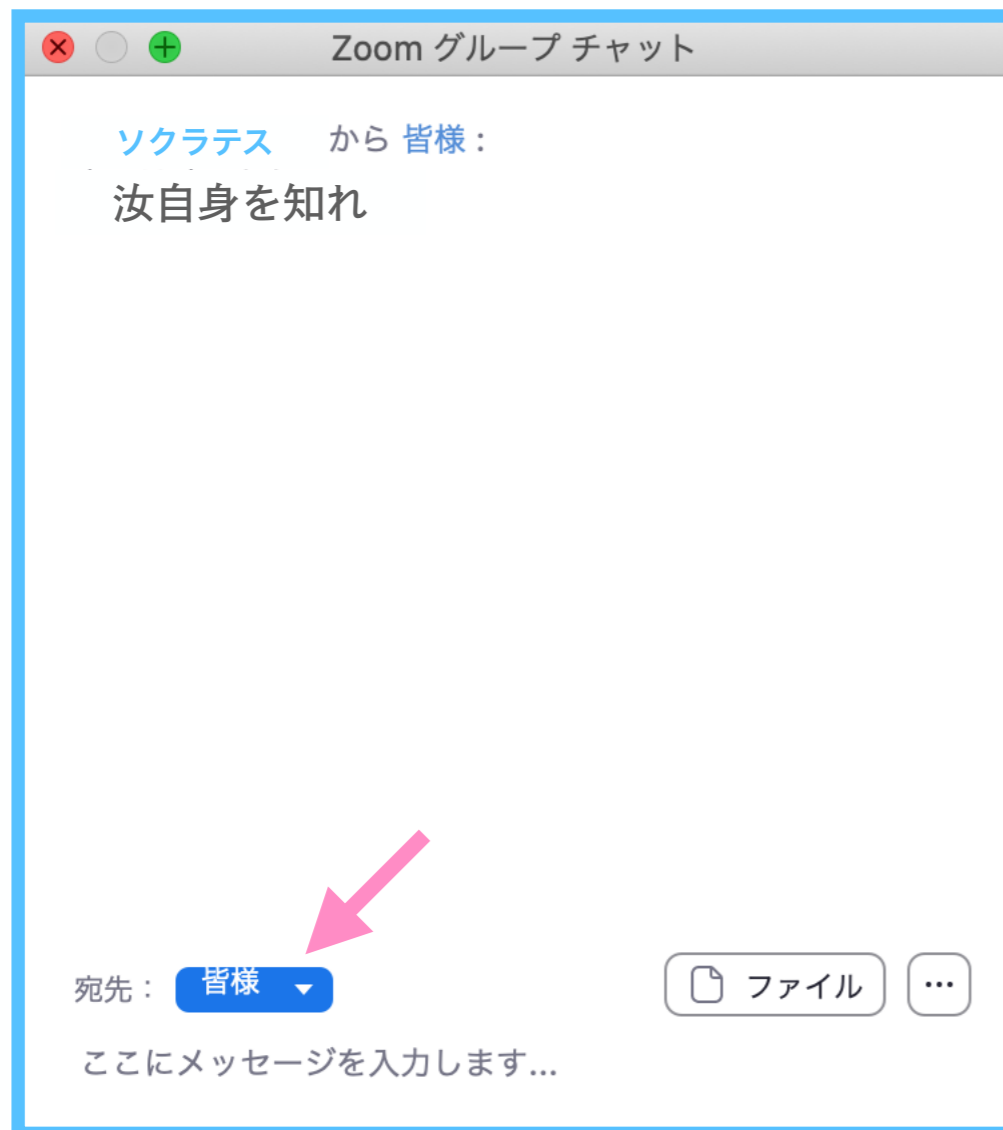 Zoom グループ チャット
ソクラテス から 皆様 :
汝自身を知れ
宛先： 皆様 ファイル ...
ここにメッセージを入力します...